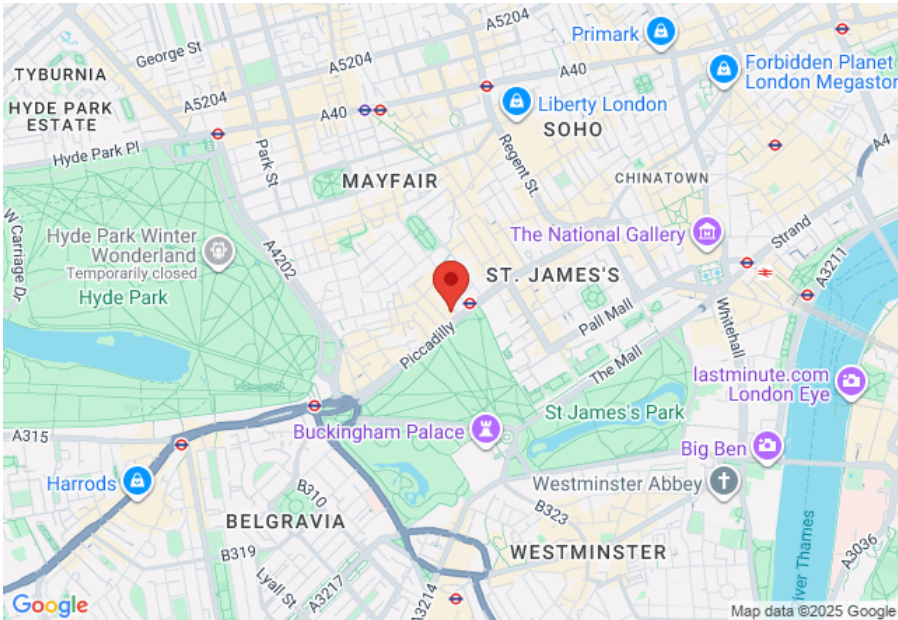 A5204
Primark
George St
A5204
A40
Forbidden Planet
London Megastor
TYBURNIA
A5204
HYDE PARK
ESTATE
A40
Liberty London
SOHO
A4
Hyde Park Pl
Park St
Regent St.
MAYFAIR
CHINATOWN
W Carriage Dr.
Hyde Park Winter
Wonderland
Temporarily closed
A4202
The National Gallery
Strand
A3211
Hyde Park
ST. JAMES'S
Pall Mall
Whitehall
Piccadilly
The Mall
lastminute.com
London Eye
St James's Park
A315
Buckingham Palace
Big Ben
Harrods
B310
Westminster Abbey
B323
BELGRAVIA
B319
WESTMINSTER
River Thames
A3036
Lyall St
A3217
A3214
Google
Map data ©2025 Google